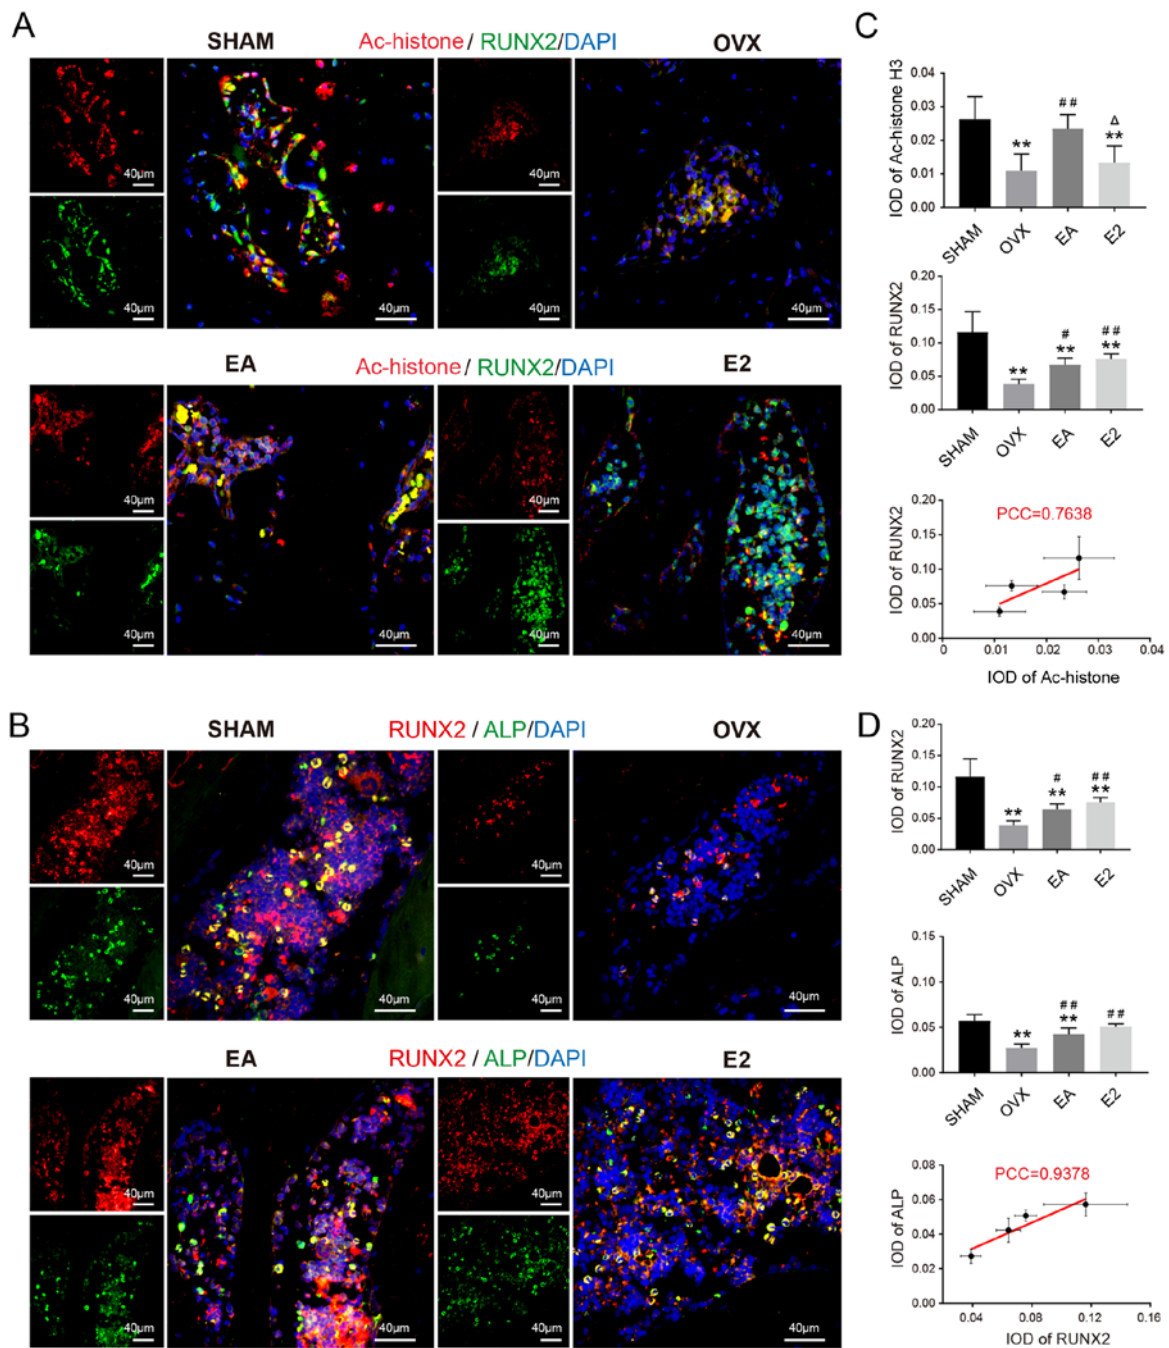 A
SHAM Ac-histone / RUNX2/DAPI OVX
40μm
40μm
40μm
40μm
40μm
40μm
EA Ac-histone / RUNX2/DAPI E2
40μm
40μm
40μm
40μm
40μm
40μm
C
IOD of Ac-histone H3
0.04
0.03
0.02
0.01
0.00
**
##
Δ
**
SHAM OVX EA E2
IOD of RUNX2
0.20
0.15
0.10
0.05
0.00
**
#
**
##
**
SHAM OVX EA E2
IOD of RUNX2
0.20
0.15
0.10
0.05
0.00
PCC=0.7638
0.01 0.02 0.03 0.04
IOD of Ac-histone
B
SHAM RUNX2 / ALP/DAPI OVX
40μm
40μm
40μm
40μm
40μm
40μm
EA RUNX2 / ALP/DAPI E2
40μm
40μm
40μm
40μm
40μm
40μm
D
IOD of RUNX2
0.20
0.15
0.10
0.05
0.00
**
#
**
##
**
SHAM OVX EA E2
IOD of ALP
0.15
0.10
0.05
0.00
**
##
**
##
SHAM OVX EA E2
IOD of ALP
0.08
0.06
0.04
0.02
0.00
PCC=0.9378
0.04 0.08 0.12 0.16
IOD of RUNX2